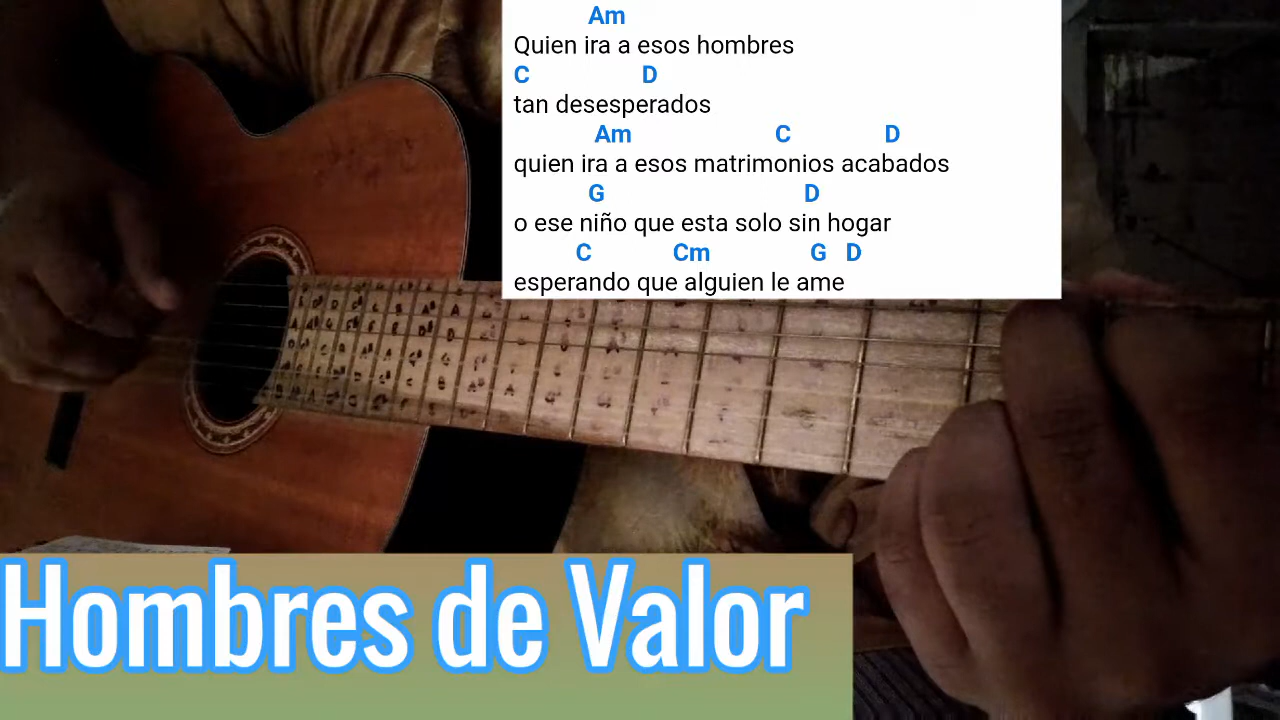 Am
Quien ira a esos hombres
C D
tan desesperados
Am C D
quien ira a esos matrimonios acabados
G D
o ese niño que esta solo sin hogar
C Cm G D
esperando que alguien le ame
Hombres de Valor